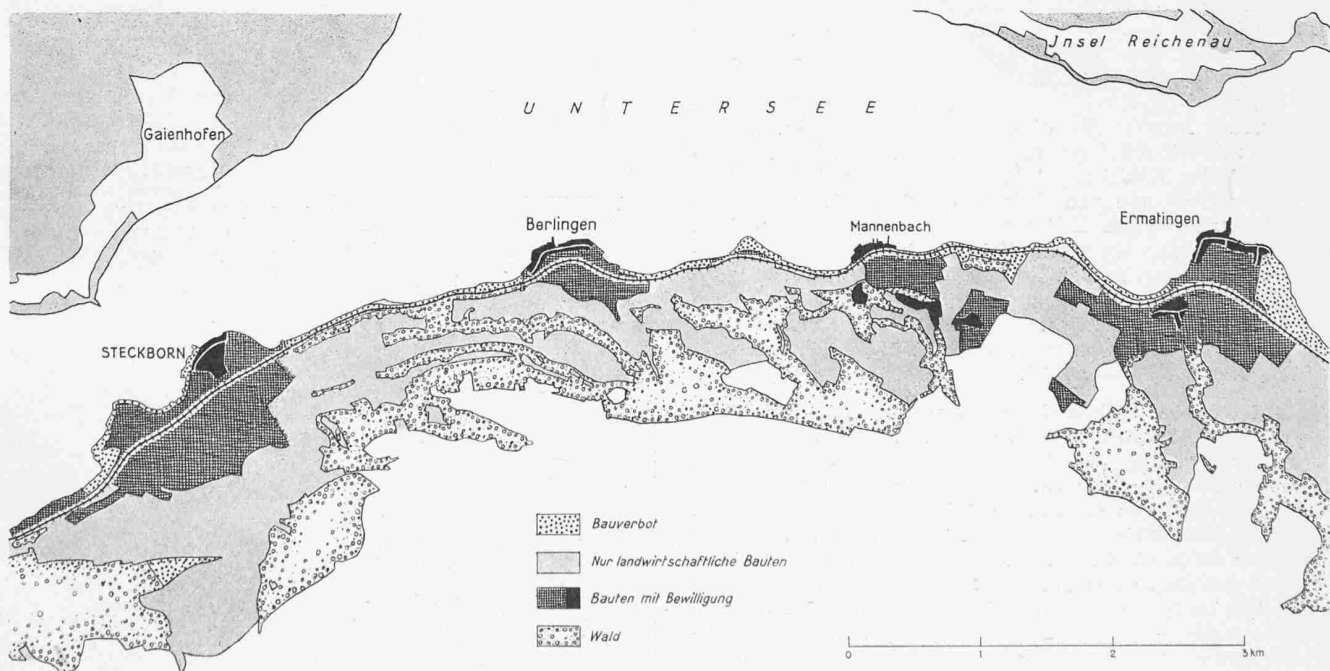 Jnsel Reichenau
UNTERSEE
Gaienhofen
Berlingen
Mannenbach
Ermatingen
STECKBORN
Bauverbot
Nur landwirtschaftliche Bauten
Bauten mit Bewilligung
Wald
0 1 2 3 km